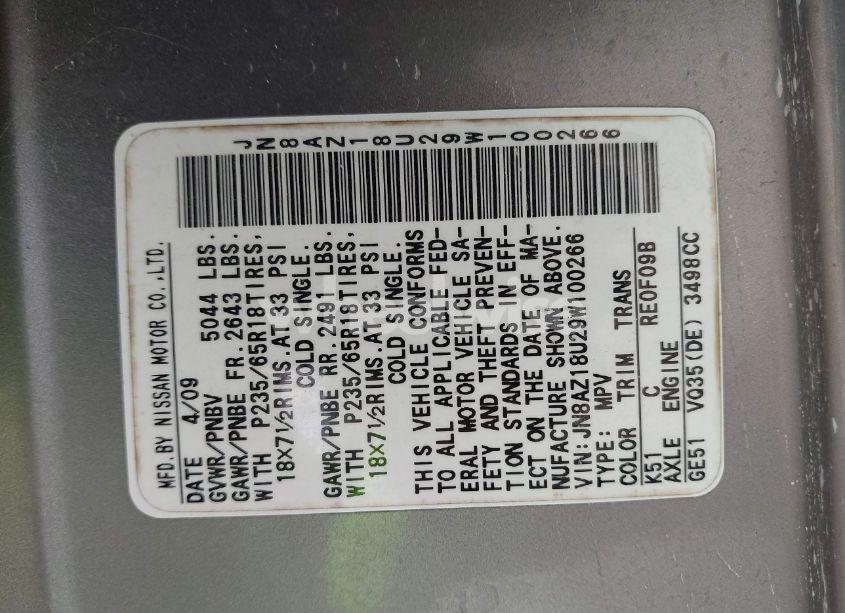 MFD.BY NISSAN MOTOR CO.,LTD.
DATE 4/09
GVWR/PNBV 5044 LBS.
GAWR/PNBE FR. 2643 LBS.
WITH P235/65R18TIRES,
18X7 1/2RIMS.AT 33 PSI
COLD SINGLE.
GAWR/PNBE RR. 2491 LBS.
WITH P235/65R18TIRES,
18X7 1/2RIMS.AT 33 PSI
COLD SINGLE.
THIS VEHICLE CONFORMS
TO ALL APPLICABLE FED-
ERAL MOTOR VEHICLE SA-
FETY AND THEFT PREVEN-
TION STANDARDS IN EFF-
ECT ON THE DATE OF MA-
NUFACTURE SHOWN ABOVE.
VIN:JN8AZ18U29W100266
TYPE: MPV
COLOR TRIM TRANS
K51 C RE0F09B
AXLE ENGINE
GE51 VQ35(DE) 3498CC
JN8AZ18U29W100266